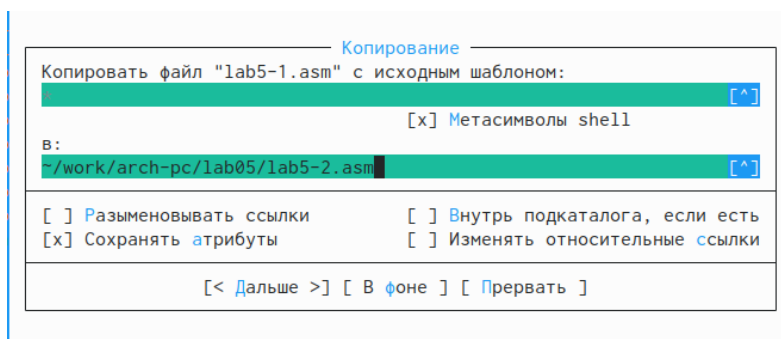 Копирование
Копировать файл "lab5-1.asm" с исходным шаблоном:
*
[^]
[x] Метасимволы shell
в:
~/work/arch-pc/lab05/lab5-2.asm [^]
[ ] Разыменовывать ссылки [ ] Внутрь подкаталога, если есть
[x] Сохранять атрибуты [ ] Изменять относительные ссылки
[< Дальше >] [ В фоне ] [ Прервать ]